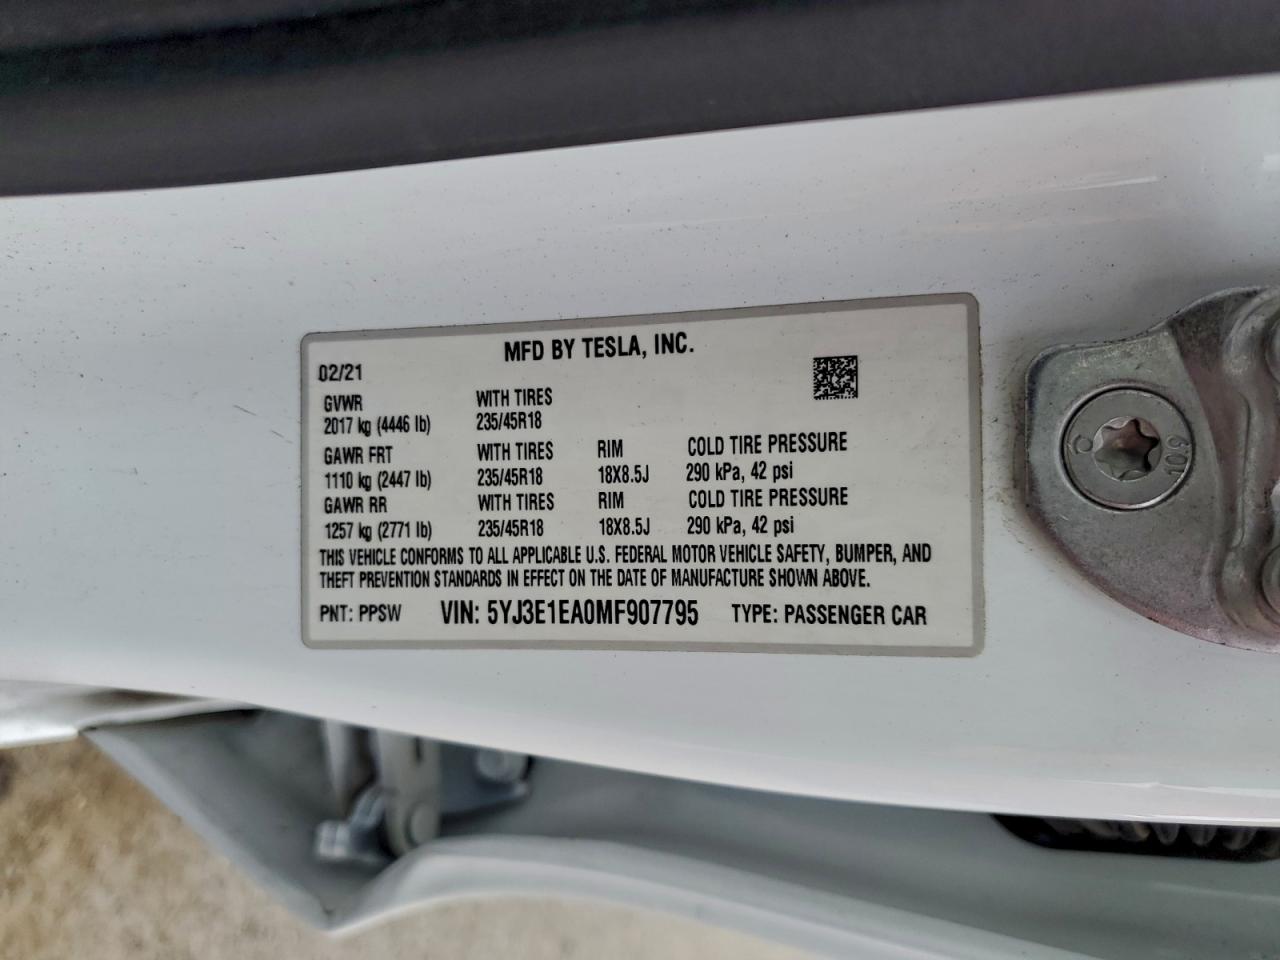 MFD BY TESLA, INC.
02/21
GVWR WITH TIRES
2017 kg (4446 lb) 235/45R18
GAWR FRT WITH TIRES RIM COLD TIRE PRESSURE
1110 kg (2447 lb) 235/45R18 18X8.5J 290 kPa, 42 psi
GAWR RR WITH TIRES RIM COLD TIRE PRESSURE
1257 kg (2771 lb) 235/45R18 18X8.5J 290 kPa, 42 psi
THIS VEHICLE CONFORMS TO ALL APPLICABLE U.S. FEDERAL MOTOR VEHICLE SAFETY, BUMPER, AND
THEFT PREVENTION STANDARDS IN EFFECT ON THE DATE OF MANUFACTURE SHOWN ABOVE.
PNT: PPSW VIN: 5YJ3E1EA0MF907795 TYPE: PASSENGER CAR